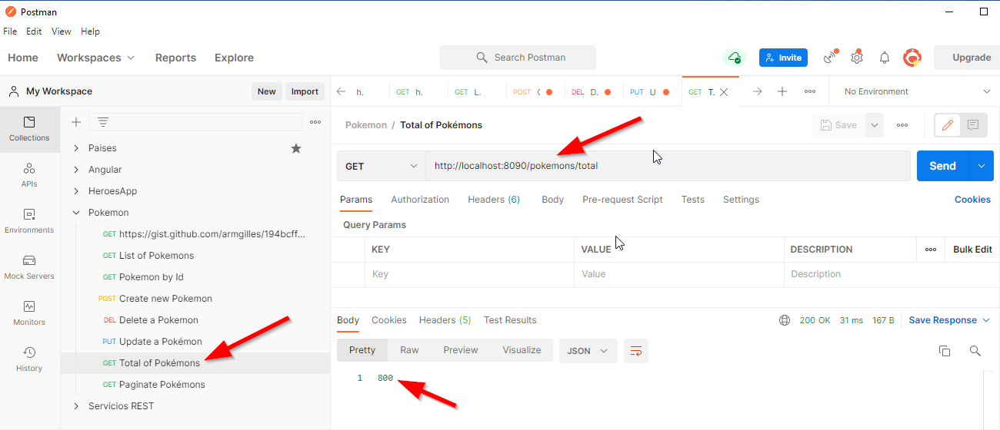 Postman
File Edit View Help
Home Workspaces Reports Explore Search Postman Invite Upgrade
My Workspace New Import
h. GET h. GET L. POST DEL D. PUT U GET T. No Environment
Collections
APIs
Environments
Mock Servers
Monitors
History
Paises
Angular
HeroesApp
Pokemon
GET https://gist.github.com/armgilles/194bcff...
GET List of Pokemons
GET Pokemon by Id
POST Create new Pokemon
DEL Delete a Pokemon
PUT Update a Pokémon
GET Total of Pokémons
GET Paginate Pokémons
Servicios REST
Pokemon / Total of Pokémons Save
GET http://localhost:8090/pokemons/total Send
Params Authorization Headers (6) Body Pre-request Script Tests Settings Cookies
Query Params
KEY VALUE DESCRIPTION Bulk Edit
Key Value Description
Body Cookies Headers (5) Test Results 200 OK 31 ms 167 B Save Response
Pretty Raw Preview Visualize JSON
1 800